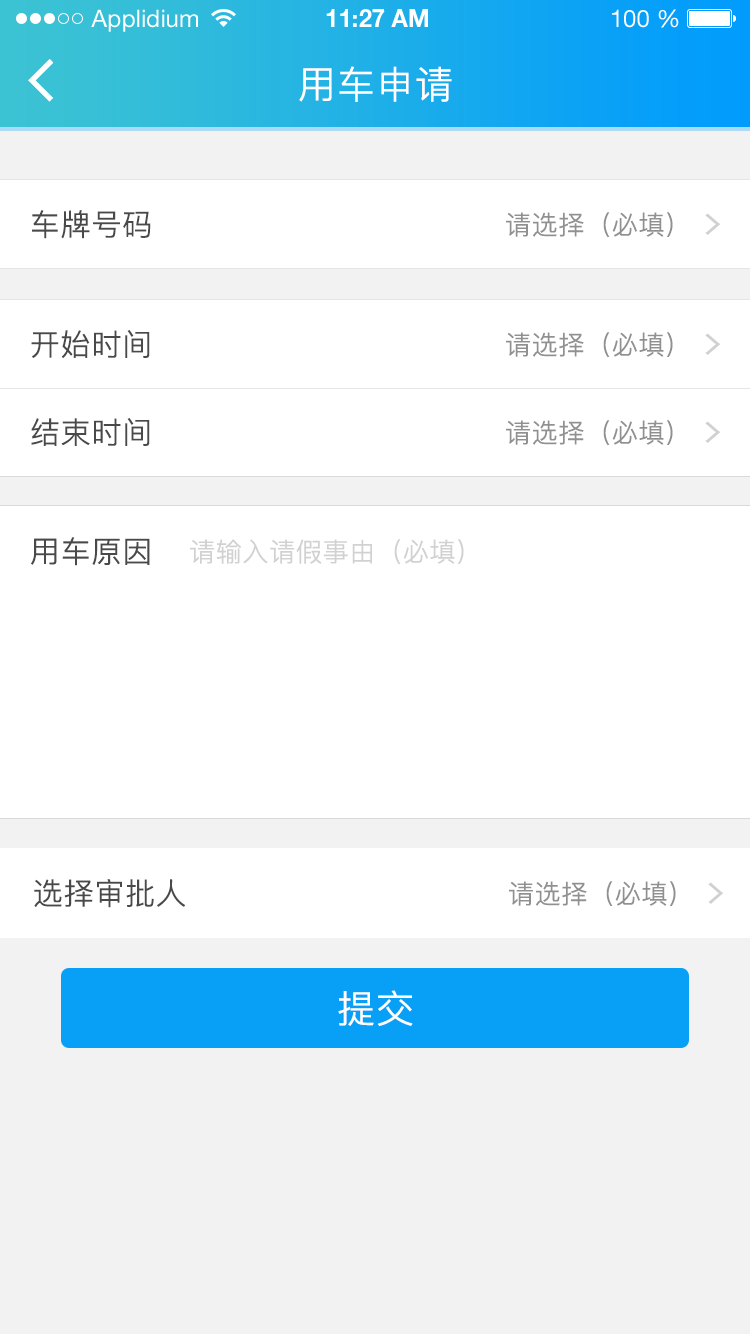 Applidium 11:27 AM 100 %
用车申请
车牌号码 请选择（必填）
开始时间 请选择（必填）
结束时间 请选择（必填）
用车原因 请输入请假事由（必填）
选择审批人 请选择（必填）
提交